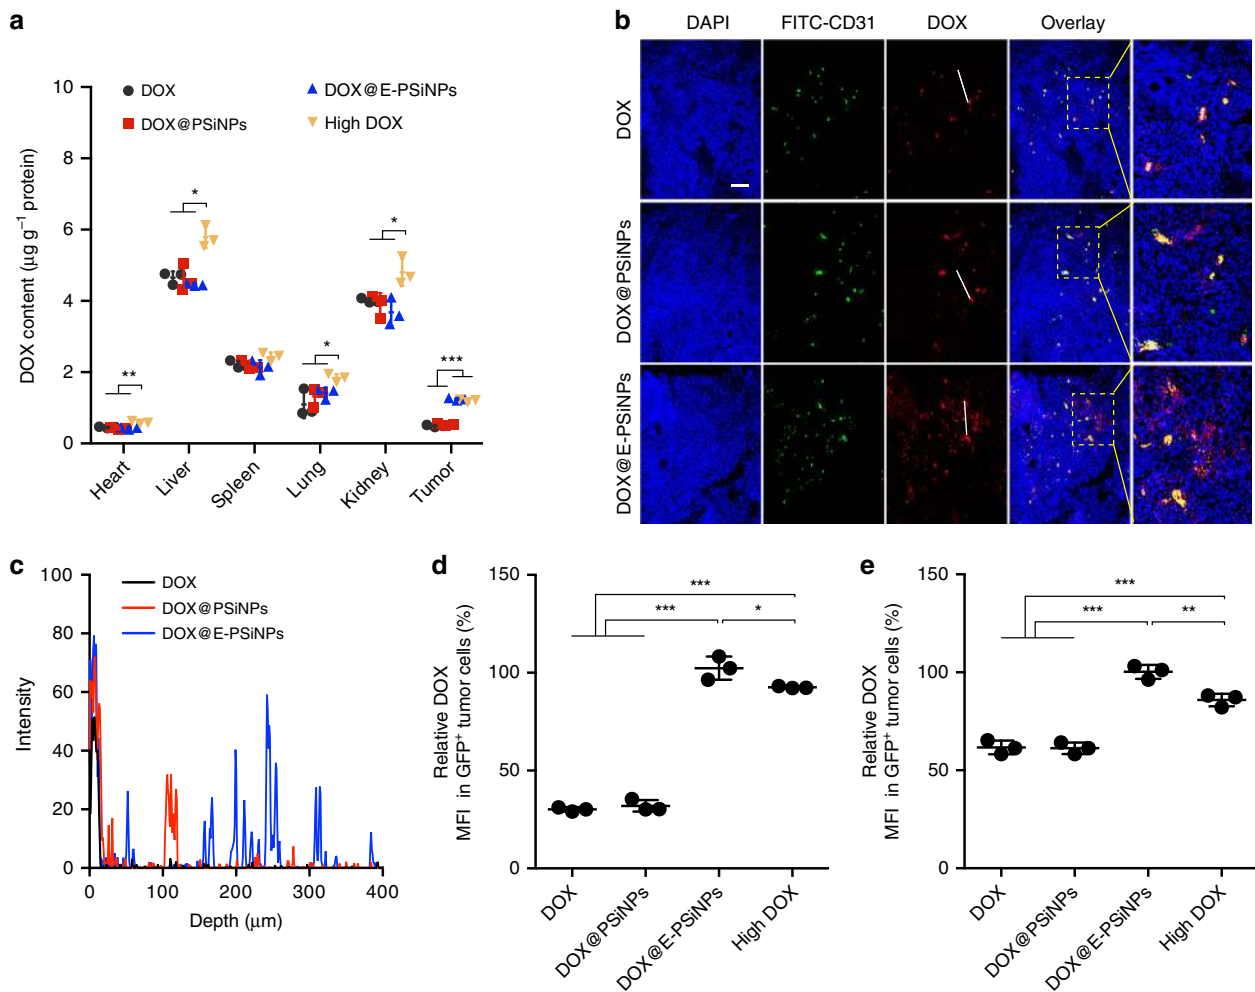 a
DOX content (µg g⁻¹ protein)
10
8
6
4
2
0
DOX
DOX@PSiNPs
DOX@E-PSiNPs
High DOX
**
*
*
*
***
Heart
Liver
Spleen
Lung
Kidney
Tumor
b
DAPI
FITC-CD31
DOX
Overlay
DOX
DOX@PSiNPs
DOX@E-PSiNPs
c
Intensity
100
80
60
40
20
0
DOX
DOX@PSiNPs
DOX@E-PSiNPs
0
100
200
300
400
Depth (µm)
d
Relative DOX
MFI in GFP⁺ tumor cells (%)
150
100
50
0
***
***
*
DOX
DOX@PSiNPs
DOX@E-PSiNPs
High DOX
e
Relative DOX
MFI in GFP⁺ tumor cells (%)
150
100
50
0
***
***
**
DOX
DOX@PSiNPs
DOX@E-PSiNPs
High DOX